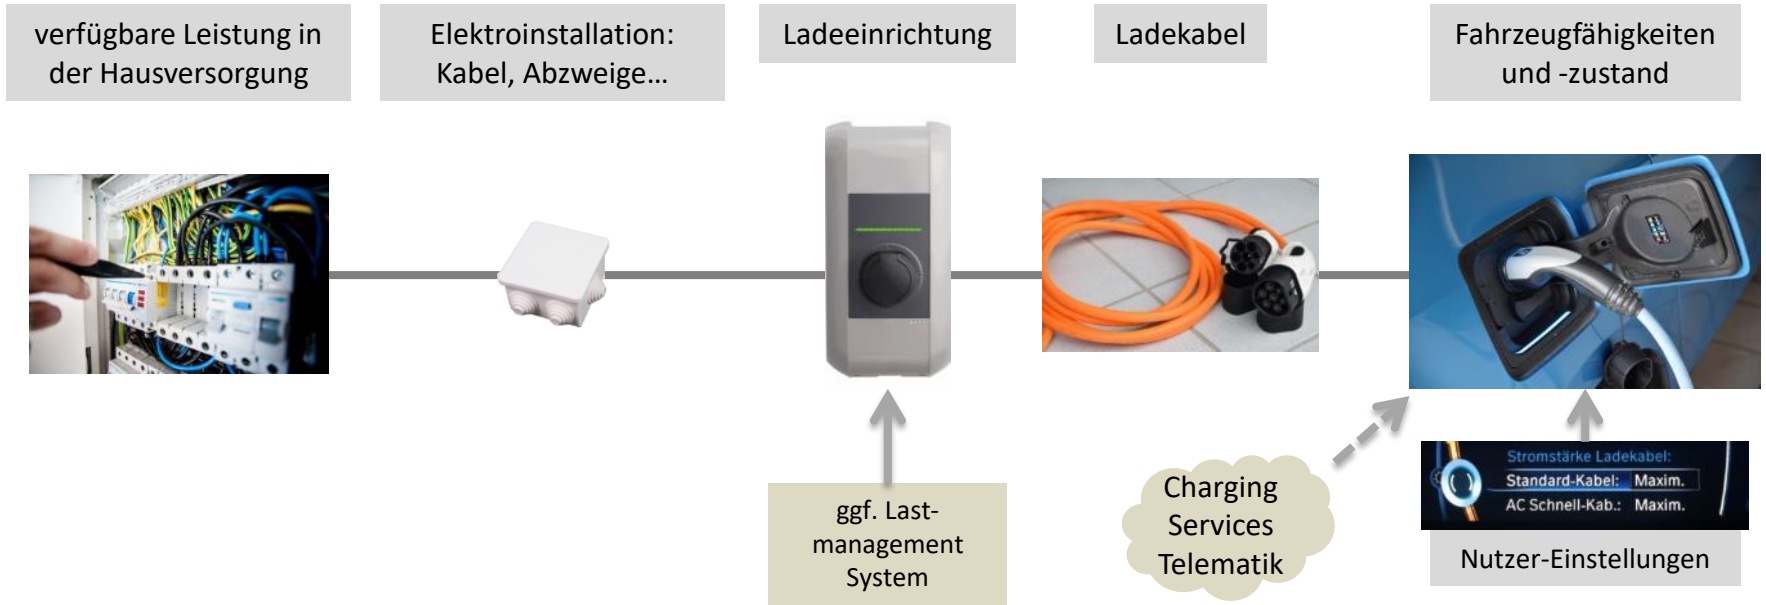 verfügbare Leistung in
der Hausversorgung
Elektroinstallation:
Kabel, Abzweige…
Ladeeinrichtung
Ladekabel
Fahrzeugfähigkeiten
und -zustand
ggf. Last-
management
System
Charging
Services
Telematik
Stromstärke Ladekabel:
Standard-Kabel: Maxim.
AC Schnell-Kab.: Maxim.
Nutzer-Einstellungen